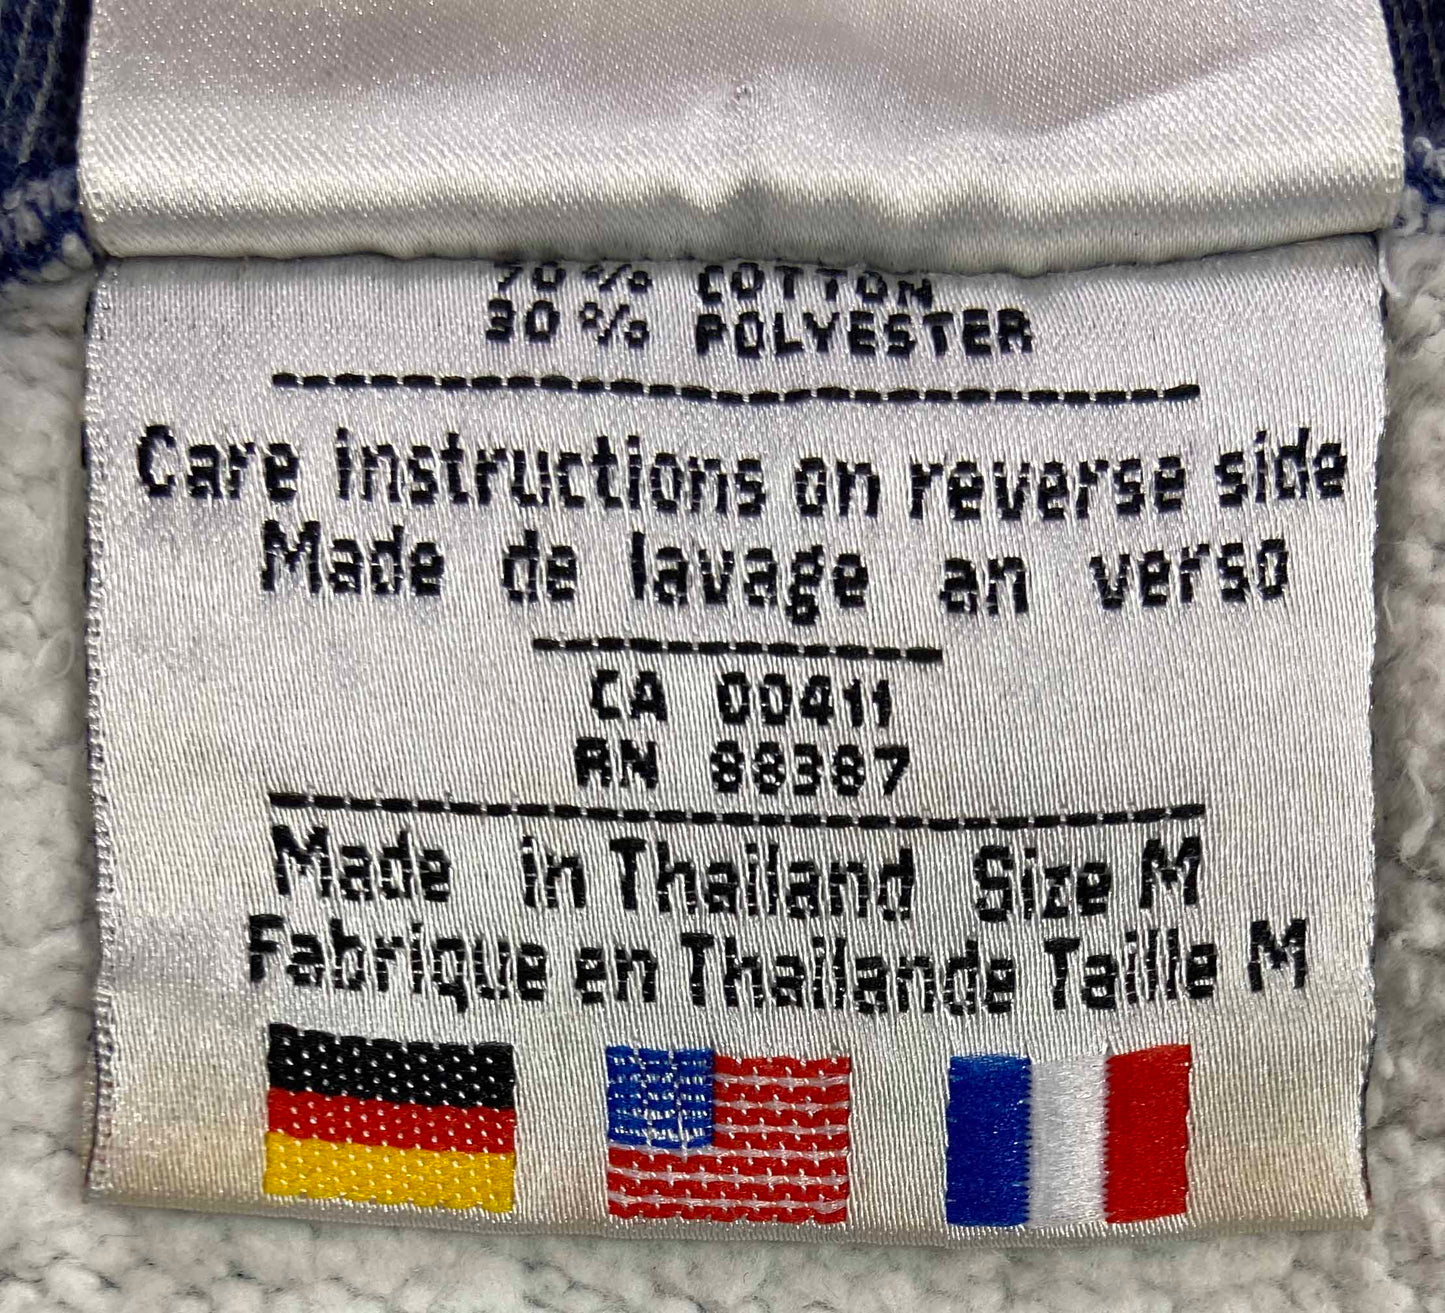 70% COTTON
30% POLYESTER
Care instructions on reverse side
Made de lavage an verso
CA 00411
RN 88387
Made in Thailand Size M
Fabrique en Thailande Taille M